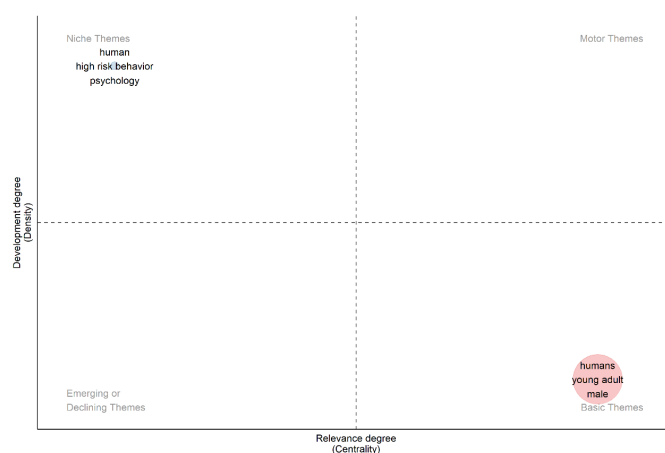 Niche Themes
Motor Themes
human
high risk behavior
psychology
Development degree
(Density)
humans
young adult
male
Emerging or
Declining Themes
Basic Themes
Relevance degree
(Centrality)